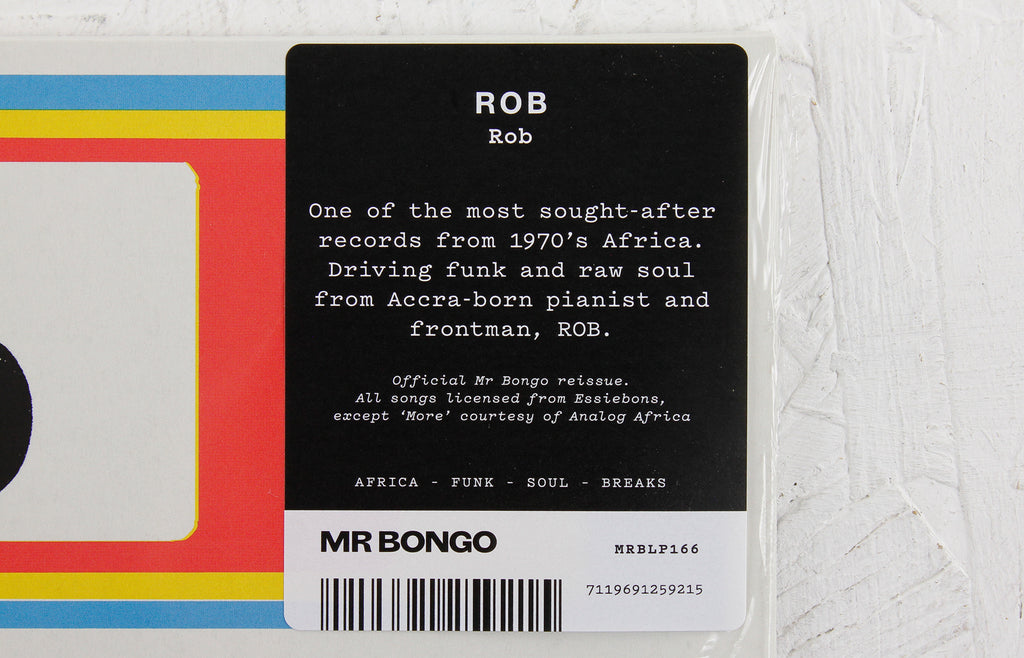 ROB
Rob
One of the most sought-after
records from 1970's Africa.
Driving funk and raw soul
from Accra-born pianist and
frontman, ROB.
Official Mr Bongo reissue.
All songs licensed from Essiebons,
except ‘More’ courtesy of Analog Africa
AFRICA - FUNK - SOUL - BREAKS
MR BONGO
MRBLP166
7119691259215